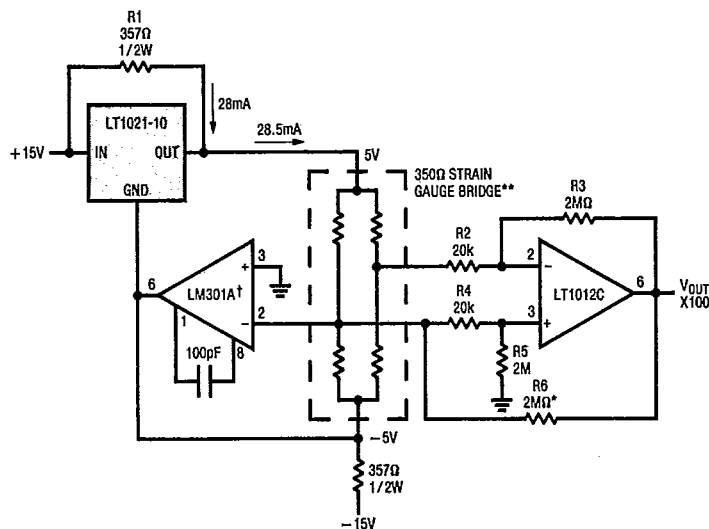 R1
357Ω
1/2W
28mA
LT1021-10
+15V
IN
OUT
GND
28.5mA
5V
350Ω STRAIN
GAUGE BRIDGE**
R2
20k
R3
2MΩ
2
−
LT1012C
6
VOUT
X100
3
+
R4
20k
R5
2M
R6
2MΩ*
6
LM301A†
+
3
−
2
1
8
100pF
−5V
357Ω
1/2W
−15V